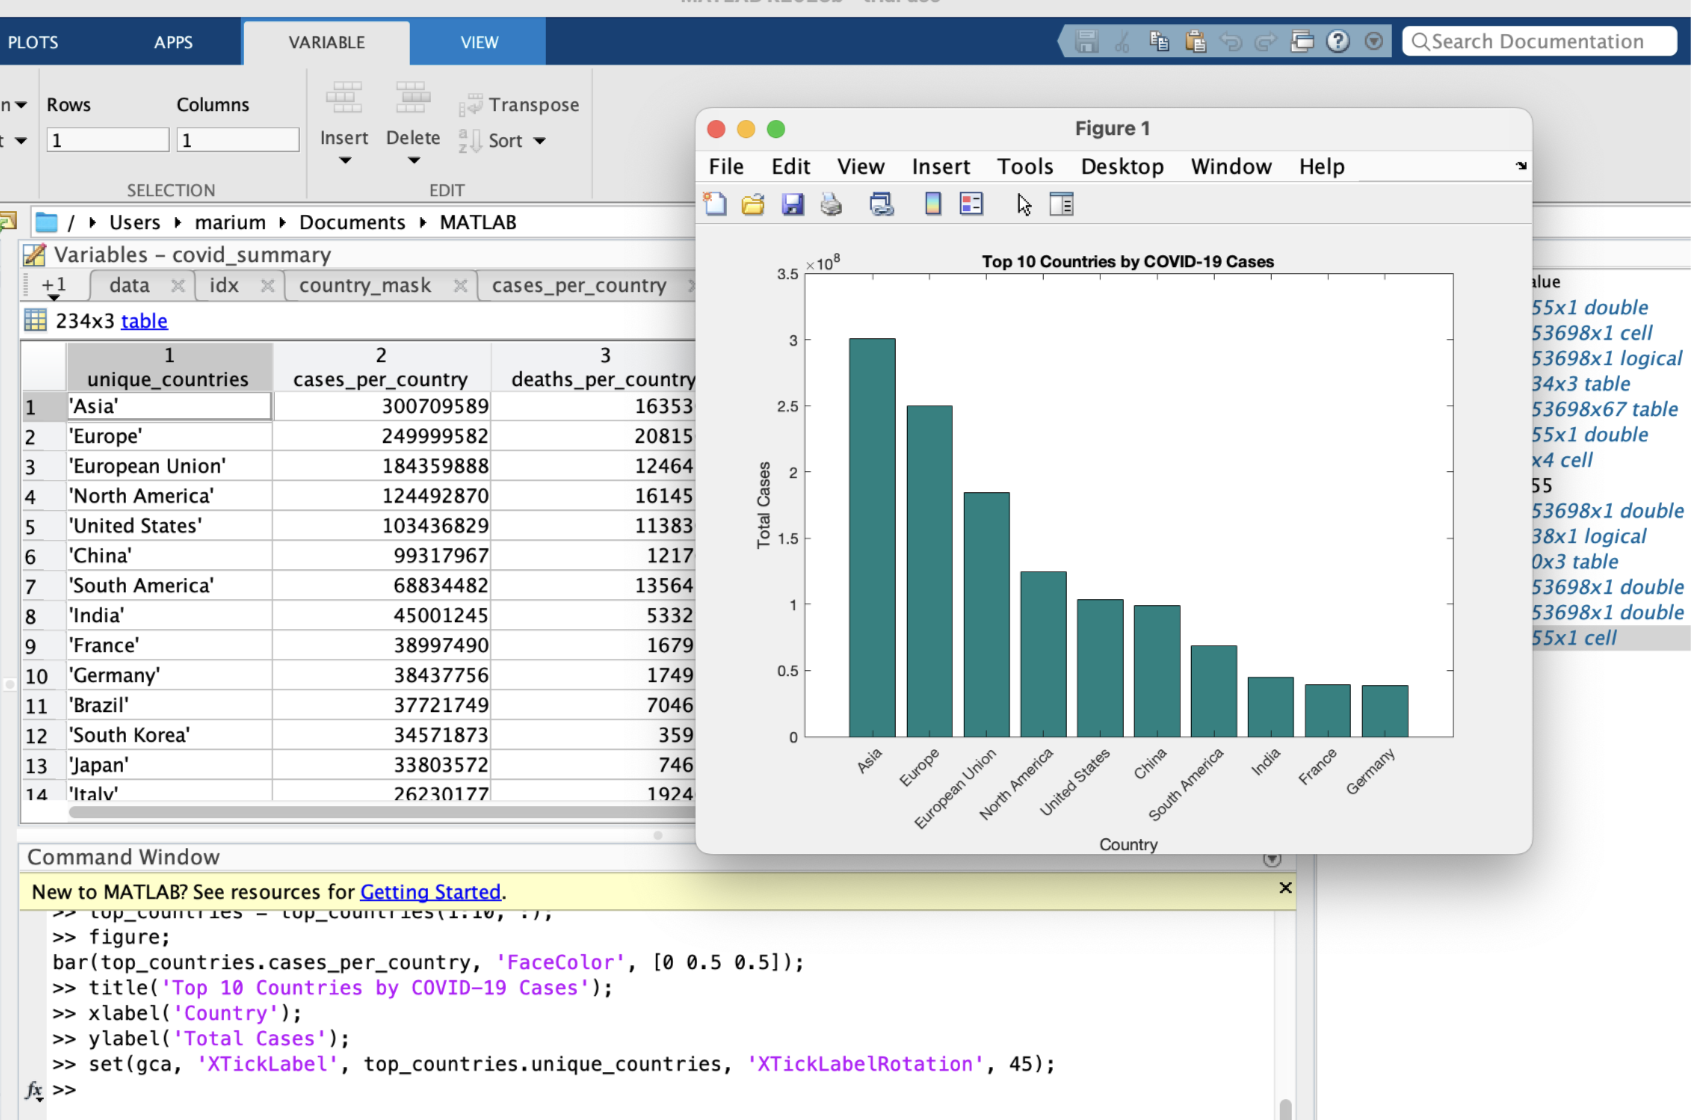 PLOTS APPS VARIABLE VIEW Search Documentation
Rows Columns
1 1
Insert Delete Transpose
Sort
SELECTION EDIT
/ Users marium Documents MATLAB
Variables – covid_summary
+1 data idx country_mask cases_per_country
234x3 table
1 2 3
unique_countries cases_per_country deaths_per_country
1 'Asia' 300709589 16353
2 'Europe' 249999582 20815
3 'European Union' 184359888 12464
4 'North America' 124492870 16145
5 'United States' 103436829 11383
6 'China' 99317967 1217
7 'South America' 68834482 13564
8 'India' 45001245 5332
9 'France' 38997490 1679
10 'Germany' 38437756 1749
11 'Brazil' 37721749 7046
12 'South Korea' 34571873 359
13 'Japan' 33803572 746
14 'Italy' 26230177 1924
Figure 1
File Edit View Insert Tools Desktop Window Help
Top 10 Countries by COVID-19 Cases
×10^8
3.5
3
2.5
2
1.5
1
0.5
0
Total Cases
Asia
Europe
European Union
North America
United States
China
South America
India
France
Germany
Country
alue
55x1 double
53698x1 cell
53698x1 logical
34x3 table
53698x67 table
55x1 double
x4 cell
55
53698x1 double
38x1 logical
0x3 table
53698x1 double
53698x1 double
55x1 cell
Command Window
New to MATLAB? See resources for Getting Started.
>> top_countries = top_countries(1:10, :);
>> figure;
bar(top_countries.cases_per_country, 'FaceColor', [0 0.5 0.5]);
>> title('Top 10 Countries by COVID-19 Cases');
>> xlabel('Country');
>> ylabel('Total Cases');
>> set(gca, 'XTickLabel', top_countries.unique_countries, 'XTickLabelRotation', 45);
fx >>